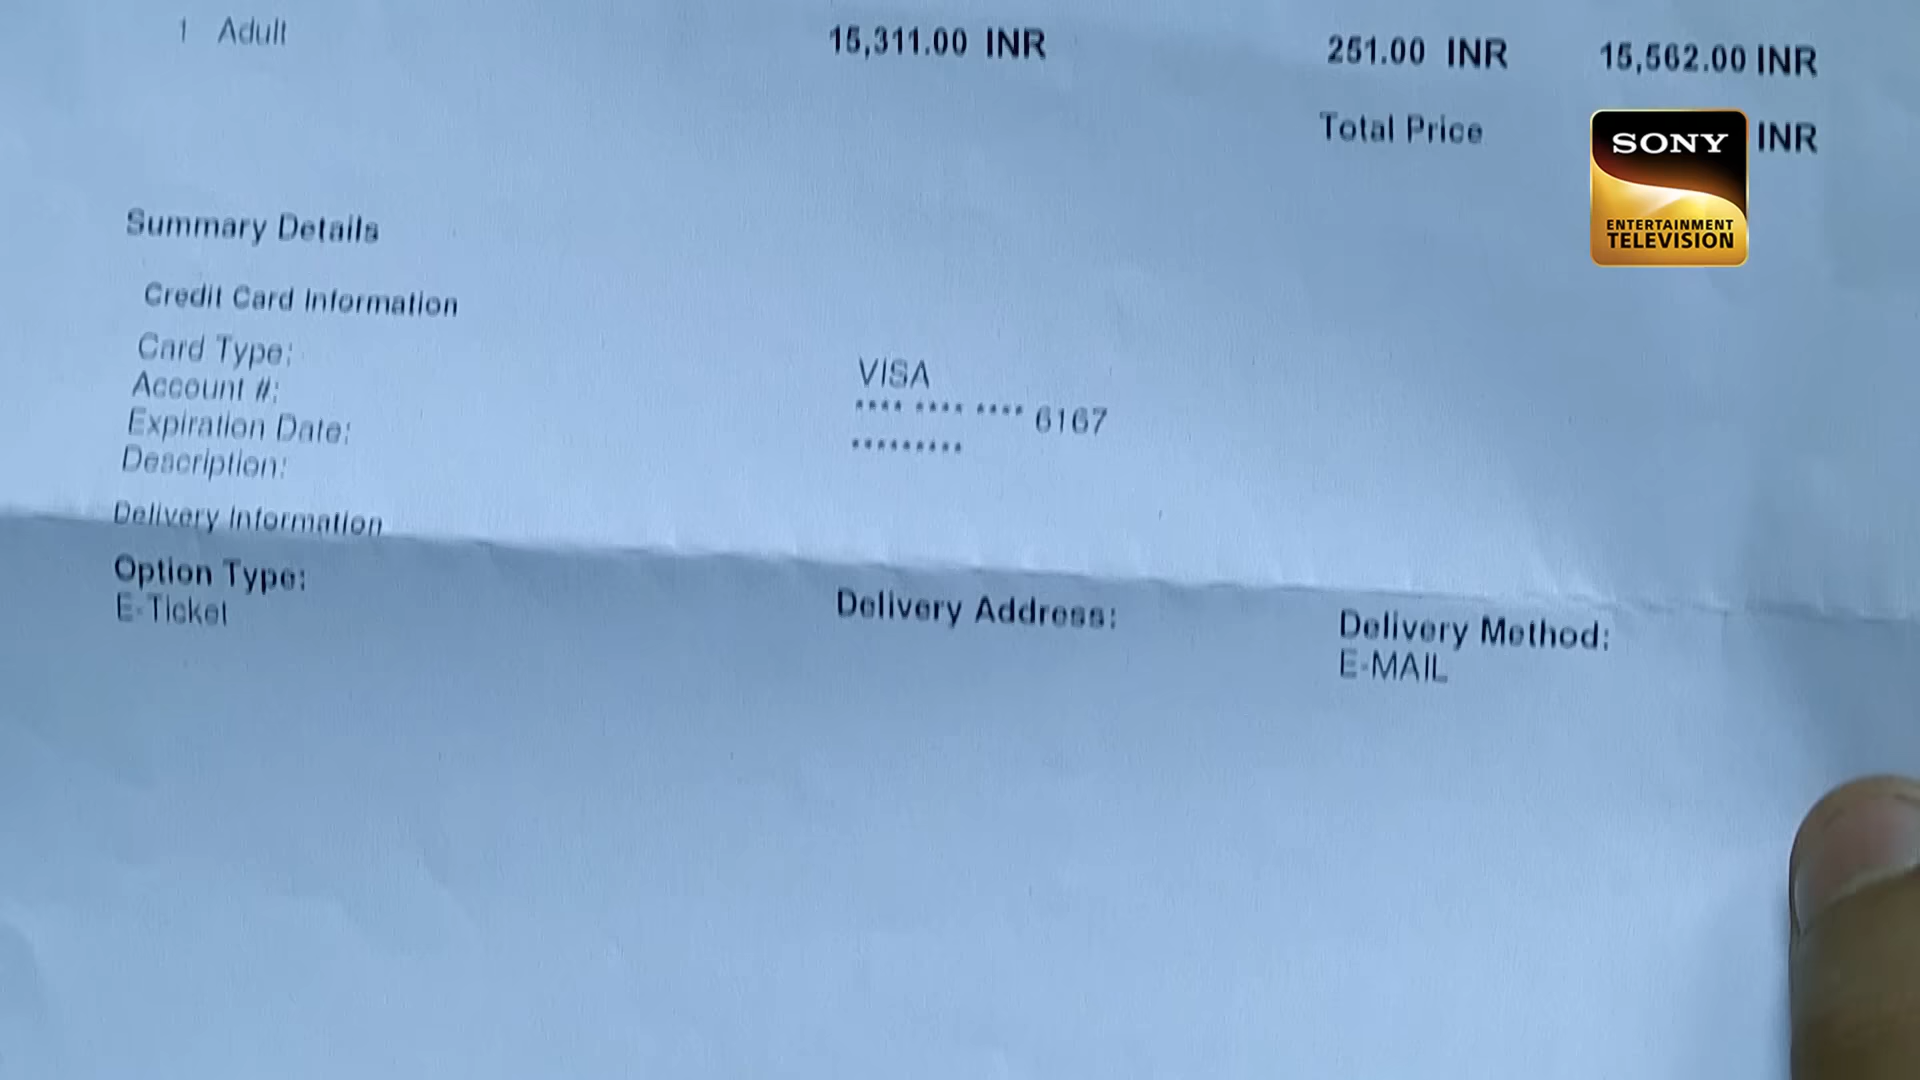 1 Adult 15,311.00 INR 251.00 INR 15,562.00 INR
Total Price INR
SONY
ENTERTAINMENT
TELEVISION
Summary Details
Credit Card Information
Card Type: VISA
Account #: **** **** **** 6167
Expiration Date: *********
Description:
Delivery Information
Option Type: Delivery Address: Delivery Method:
E-Ticket E-MAIL